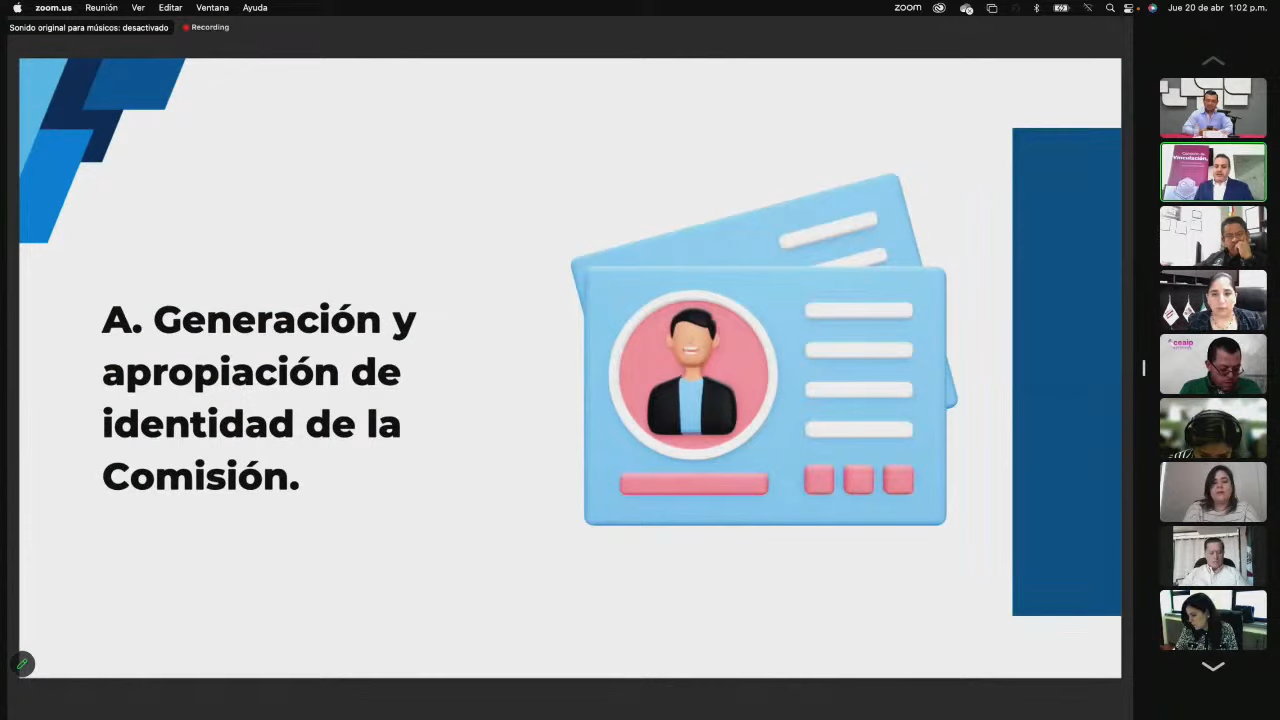 zoom.us Reunión Ver Editar Ventana Ayuda
zoom
Jue 20 de abr 1:02 p.m.
Sonido original para músicos: desactivado
Recording
A. Generación y
apropiación de
identidad de la
Comisión.
Vinculación,
ceaip